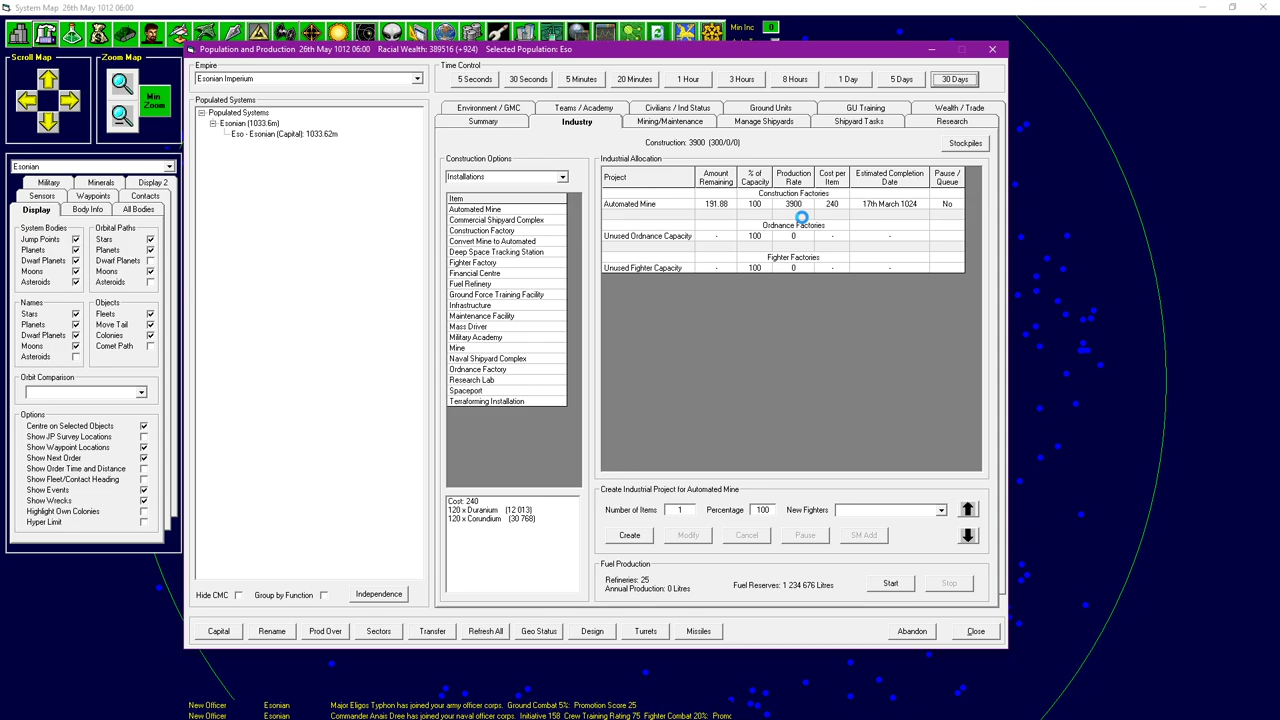 System Map 26th May 1012 06:00
Min Inc 0
Scroll Map
Zoom Map
Min Zoom
Population and Production 26th May 1012 06:00 Racial Wealth: 389516 (+924) Selected Population: Eso
Empire
Esonian Imperium
Time Control
5 Seconds 30 Seconds 5 Minutes 20 Minutes 1 Hour 3 Hours 8 Hours 1 Day 5 Days 30 Days
Populated Systems
Populated Systems
Esonian (1033.6m)
Eso - Esonian (Capital): 1033.62m
Environment / GMC Teams / Academy Civilians / Ind Status Ground Units GU Training Wealth / Trade
Summary Industry Mining/Maintenance Manage Shipyards Shipyard Tasks Research
Construction: 3900 (300/0/0)
Stockpiles
Construction Options
Installations
Item
Automated Mine
Commercial Shipyard Complex
Construction Factory
Convert Mine to Automated
Deep Space Tracking Station
Fighter Factory
Financial Centre
Fuel Refinery
Ground Force Training Facility
Infrastructure
Maintenance Facility
Mass Driver
Military Academy
Mine
Naval Shipyard Complex
Ordnance Factory
Research Lab
Spaceport
Terraforming Installation
Cost: 240
120 x Duranium (12 013)
120 x Corundium (30 768)
Industrial Allocation
Project Amount Remaining % of Capacity Production Rate Cost per Item Estimated Completion Date Pause / Queue
Construction Factories
Automated Mine 191.88 100 3900 240 17th March 1024 No
Ordnance Factories
Unused Ordnance Capacity - 100 0 - -
Fighter Factories
Unused Fighter Capacity - 100 0 - -
Create Industrial Project for Automated Mine
Number of Items 1 Percentage 100 New Fighters
Create Modify Cancel Pause SM Add
Fuel Production
Refineries: 25
Annual Production: 0 Litres
Fuel Reserves: 1 234 676 Litres
Start Stop
Hide CMC Group by Function Independence
Capital Rename Prod Over Sectors Transfer Refresh All Geo Status Design Turrets Missiles Abandon Close
Esonian
Military Minerals Display 2
Sensors Waypoints Contacts
Display Body Info All Bodies
System Bodies
Jump Points
Planets
Dwarf Planets
Moons
Asteroids
Orbital Paths
Stars
Planets
Dwarf Planets
Moons
Asteroids
Names
Stars
Planets
Dwarf Planets
Moons
Asteroids
Objects
Fleets
Move Tail
Colonies
Comet Path
Orbit Comparison
Options
Centre on Selected Objects
Show JP Survey Locations
Show Waypoint Locations
Show Next Order
Show Order Time and Distance
Show Fleet/Contact Heading
Show Events
Show Wrecks
Highlight Own Colonies
Hyper Limit
New Officer Esonian Major Eligos Typhon has joined your army officer corps. Ground Combat 5%: Promotion Score 25
New Officer Esonian Commander Anais Dree has joined your naval officer corps. Initiative 158 Crew Training Rating 75 Fighter Combat 20%: Promo